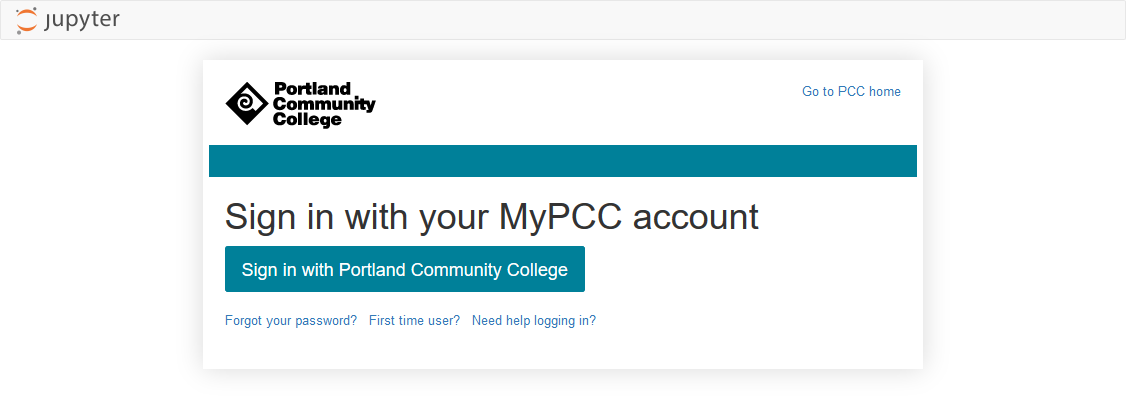 jupyter
Portland
Community
College
Go to PCC home
Sign in with your MyPCC account
Sign in with Portland Community College
Forgot your password? First time user? Need help logging in?